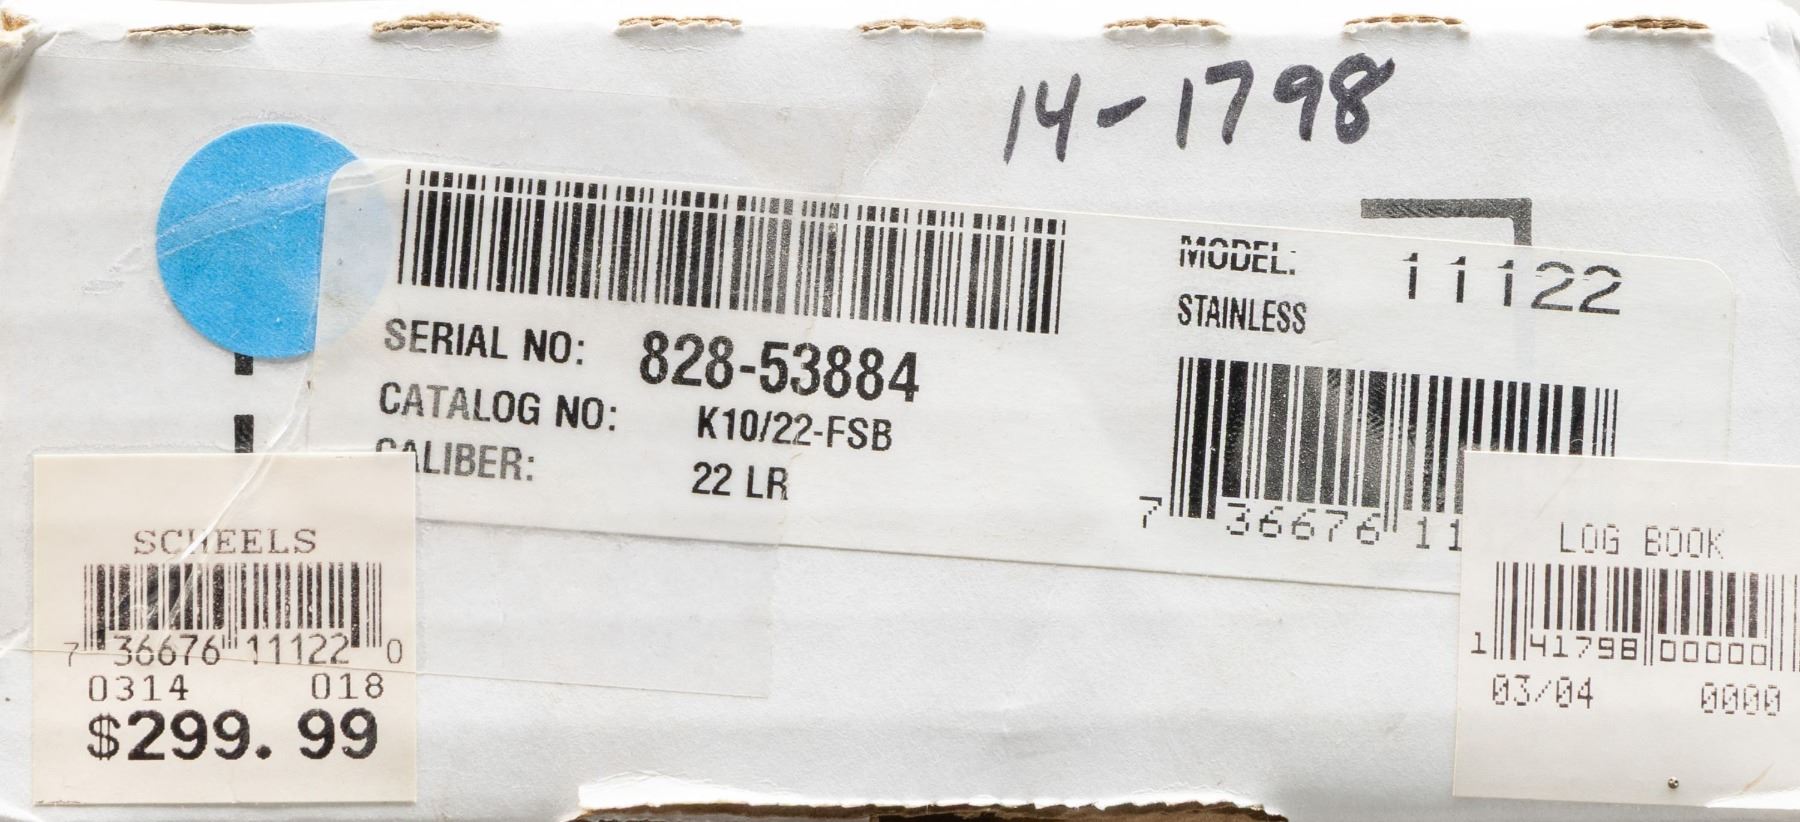 14-1798
MODEL: 11122
STAINLESS
SERIAL NO: 828-53884
CATALOG NO: K10/22-FSB
CALIBER: 22 LR
7 36676 11
SCHEELS
7 36676 11122 0
0314 018
$299.99
LOG BOOK
1 41798 00000
03/04 0000